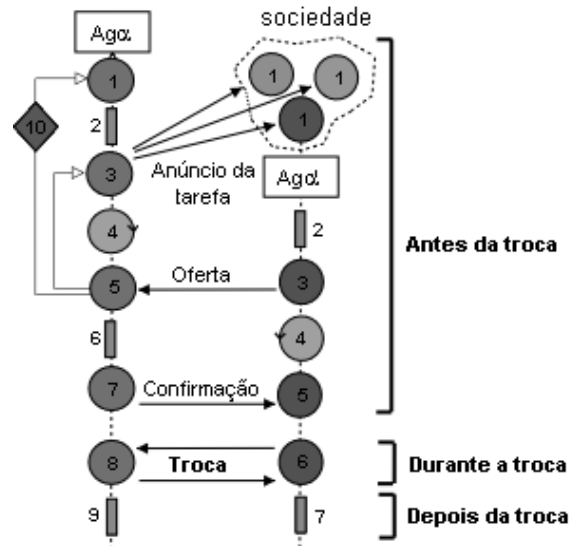 sociedade
Agα
1
1
1
1
10
2
3
Anúncio da
tarefa
Agα
4
2
Antes da troca
5
Oferta
3
6
4
7
Confirmação
5
8
Troca
6
Durante a troca
9
7
Depois da troca